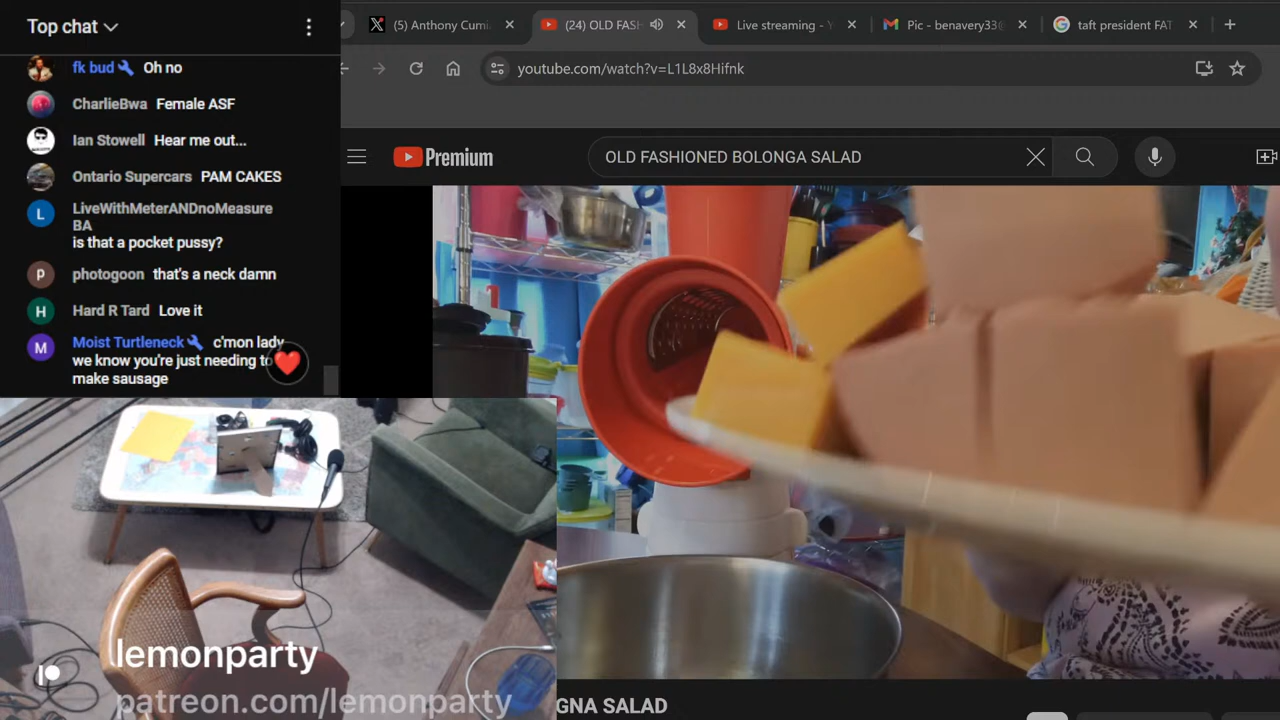 Top chat
fk bud Oh no
CharlieBwa Female ASF
Ian Stowell Hear me out...
Ontario Supercars PAM CAKES
LiveWithMeterANDnoMeasure
BA
is that a pocket pussy?
photogoon that's a neck damn
Hard R Tard Love it
Moist Turtleneck c'mon lady
we know you're just needing to
make sausage
(5) Anthony Cumia
(24) OLD FASH
Live streaming - Y
Pic - benavery33@
taft president FAT
youtube.com/watch?v=L1L8x8Hifnk
Premium
OLD FASHIONED BOLONGA SALAD
L
P
H
M
lemonparty
patreon.com/lemonparty
GNA SALAD